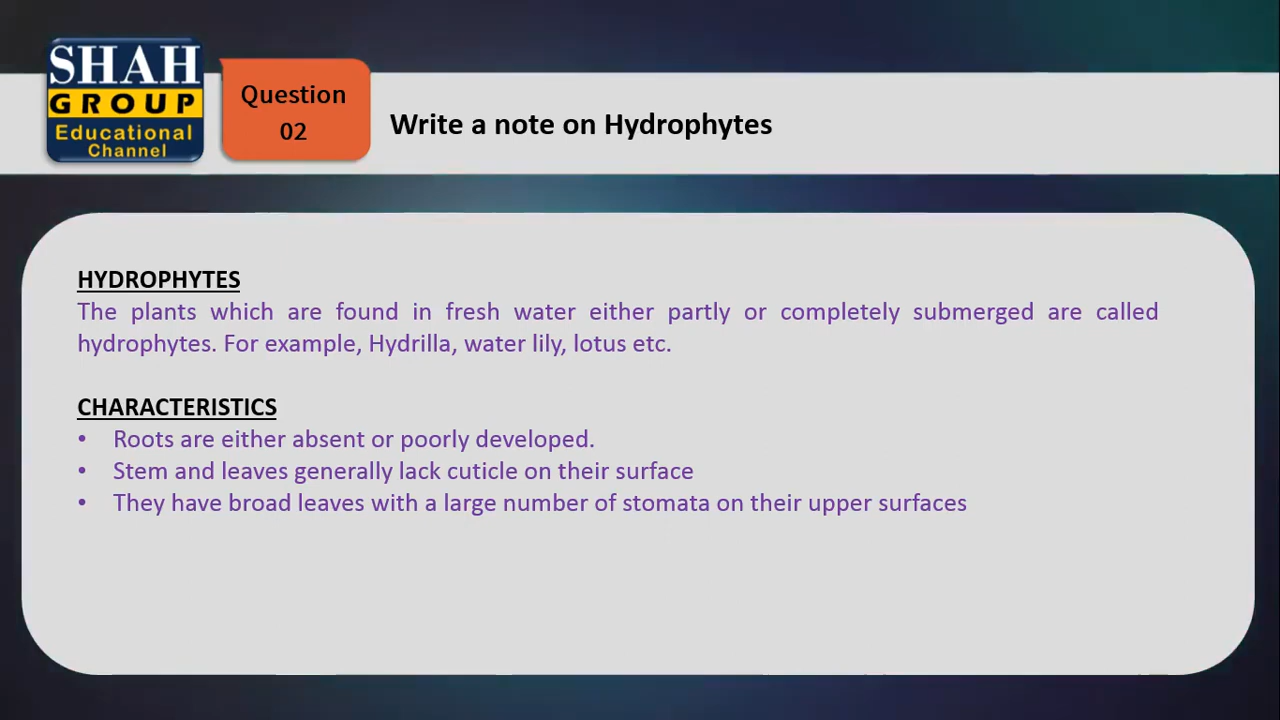 SHAH
GROUP
Educational
Channel
Question
02
Write a note on Hydrophytes
HYDROPHYTES
The plants which are found in fresh water either partly or completely submerged are called
hydrophytes. For example, Hydrilla, water lily, lotus etc.
CHARACTERISTICS
• Roots are either absent or poorly developed.
• Stem and leaves generally lack cuticle on their surface
• They have broad leaves with a large number of stomata on their upper surfaces